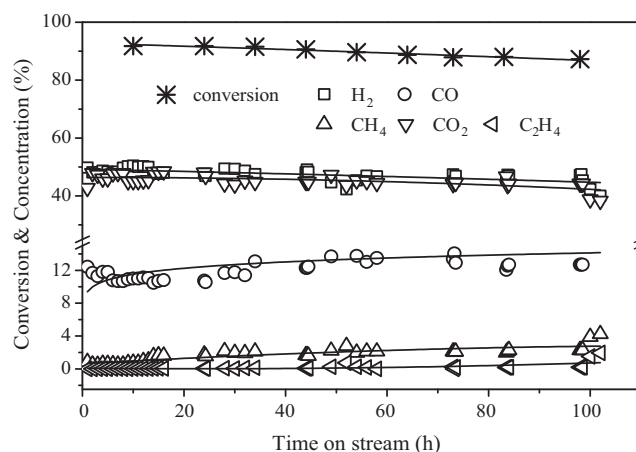 100
80
60
40
12
8
4
0
Conversion & Concentration (%)
conversion
H₂
CO
CH₄
CO₂
C₂H₄
0 20 40 60 80 100
Time on stream (h)